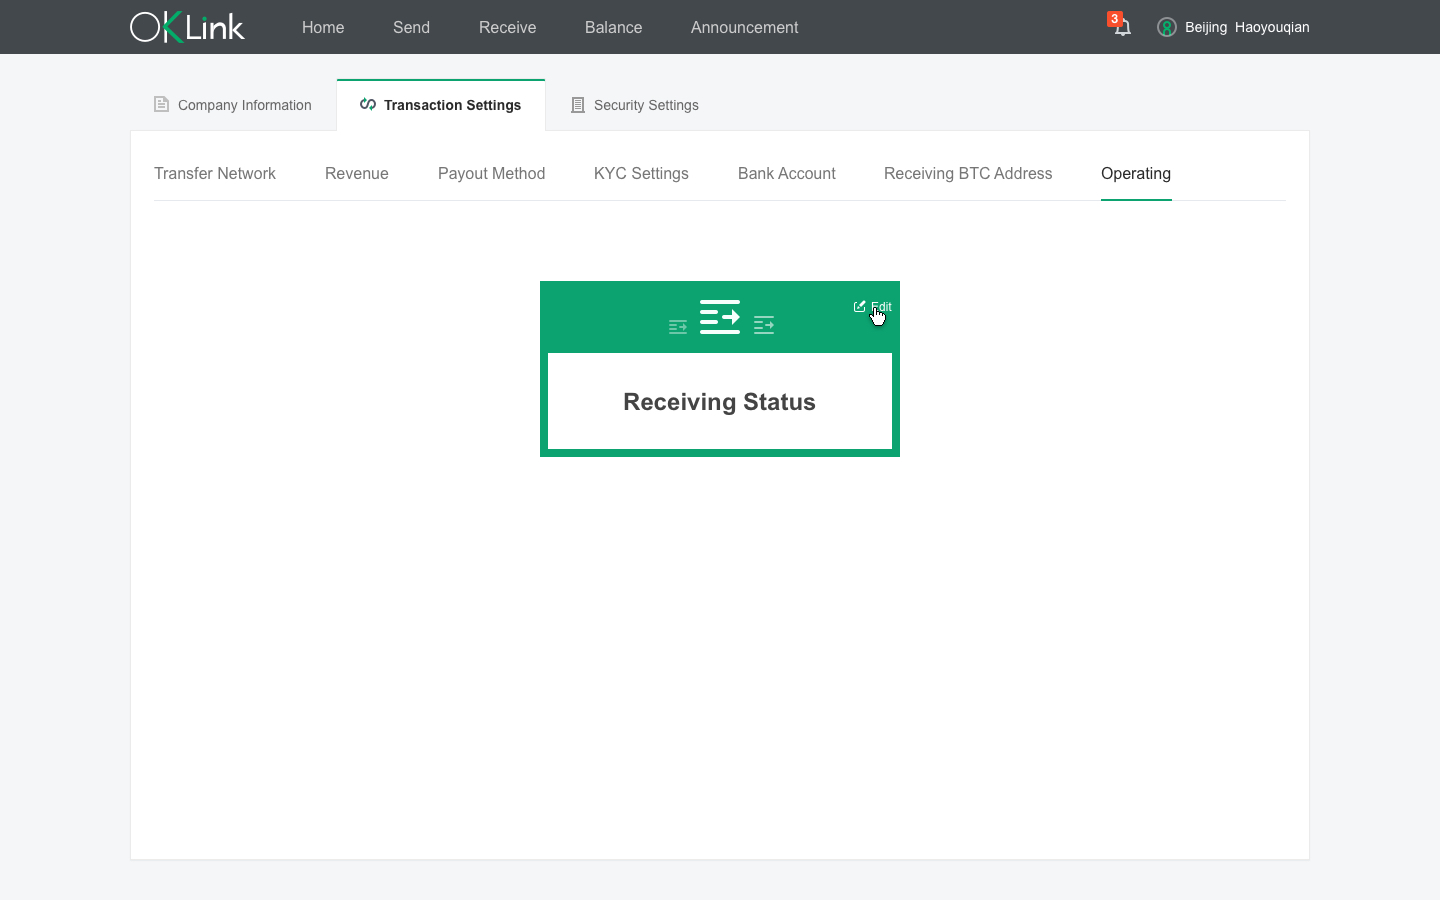 OKLink Home Send Receive Balance Announcement 3 Beijing Haoyouqian
Company Information Transaction Settings Security Settings
Transfer Network Revenue Payout Method KYC Settings Bank Account Receiving BTC Address Operating
Edit
Receiving Status